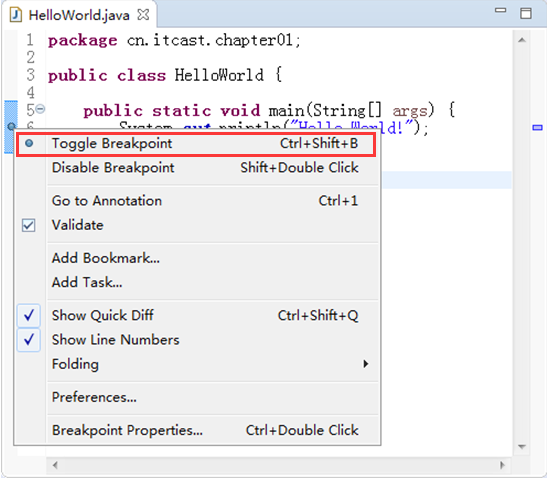 HelloWorld.java
1 package cn.itcast.chapter01;
2
3 public class HelloWorld {
4
5 public static void main(String[] args) {
6 System.out.println("Hello World!");
Toggle Breakpoint Ctrl+Shift+B
Disable Breakpoint Shift+Double Click
Go to Annotation Ctrl+1
Validate
Add Bookmark...
Add Task...
Show Quick Diff Ctrl+Shift+Q
Show Line Numbers
Folding
Preferences...
Breakpoint Properties... Ctrl+Double Click